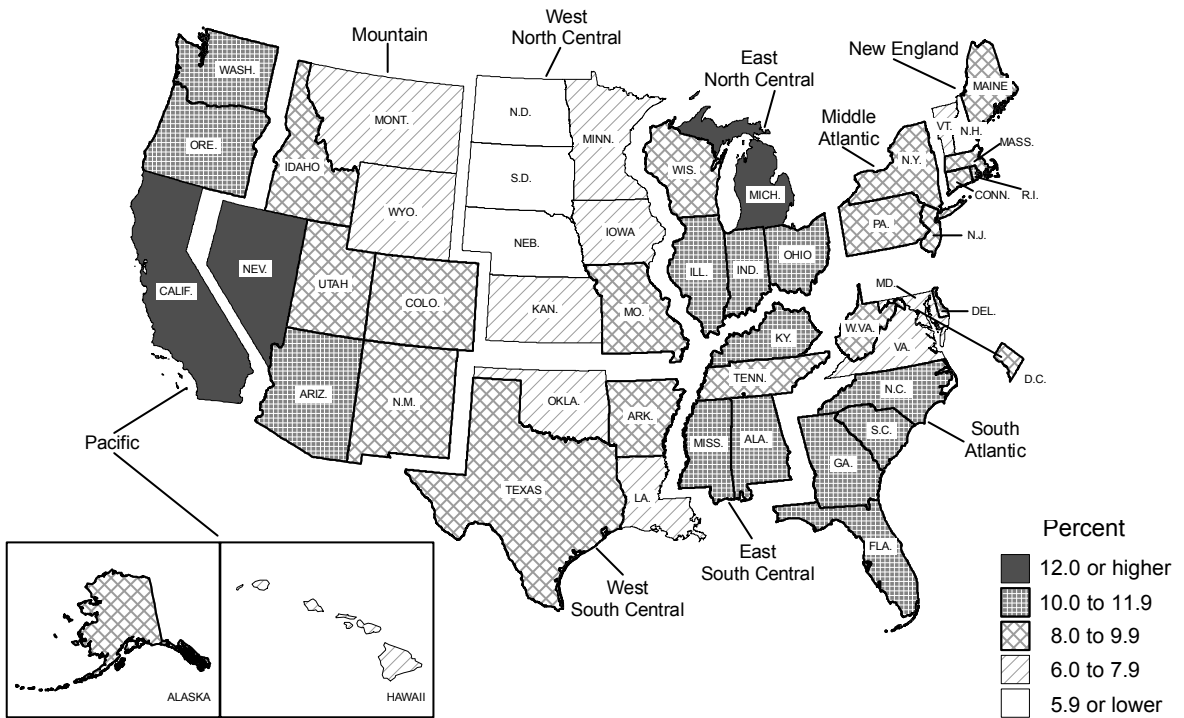 West
North Central
Mountain
New England
East
North Central
Middle
Atlantic
WASH.
MAINE
MONT.
N.D.
MINN.
VT.
N.H.
MASS.
ORE.
IDAHO
WIS.
N.Y.
S.D.
MICH.
CONN.
R.I.
WYO.
PA.
IOWA
N.J.
NEB.
OHIO
NEV.
ILL.
IND.
UTAH
CALIF.
COLO.
KAN.
MO.
MD.
DEL.
W.VA.
VA.
KY.
D.C.
TENN.
N.C.
ARIZ.
N.M.
OKLA.
ARK.
S.C.
MISS.
ALA.
GA.
South
Atlantic
Pacific
TEXAS
LA.
FLA.
East
South Central
West
South Central
ALASKA
HAWAII
Percent
12.0 or higher
10.0 to 11.9
8.0 to 9.9
6.0 to 7.9
5.9 or lower